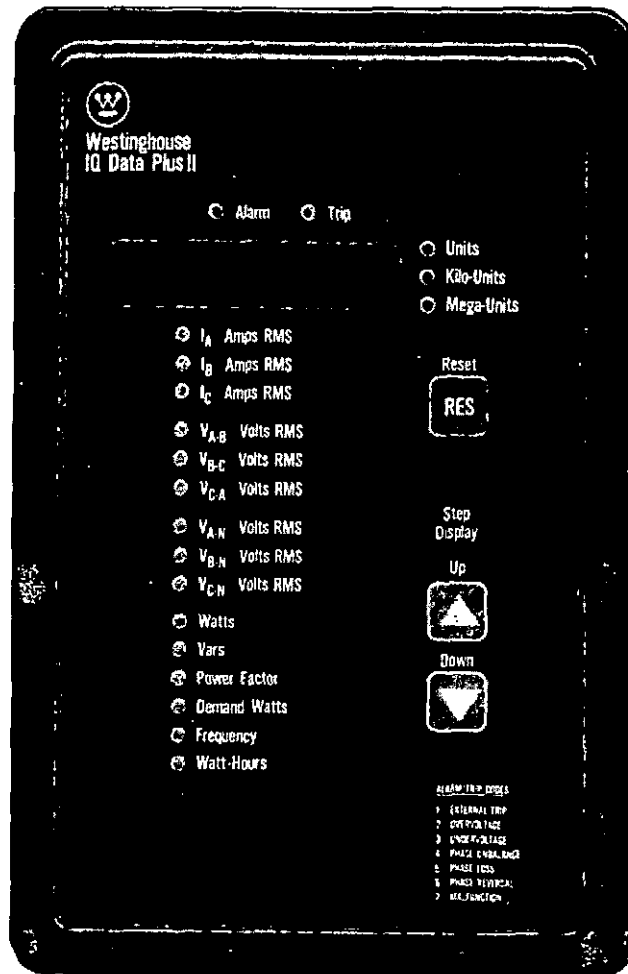 Westinghouse
IQ Data Plus II
Alarm Trip
Units
Kilo-Units
Mega-Units
IA Amps RMS
IB Amps RMS
IC Amps RMS
VA-B Volts RMS
VB-C Volts RMS
VC-A Volts RMS
VA-N Volts RMS
VB-N Volts RMS
VC-N Volts RMS
Watts
Vars
Power Factor
Demand Watts
Frequency
Watt-Hours
Reset
RES
Step
Display
Up
Down
ALARM/TRIP CODES
1 EXTERNAL TRIP
2 OVERVOLTAGE
3 UNDERVOLTAGE
4 PHASE UNBALANCE
5 PHASE LOSS
6 PHASE REVERSAL
7 MALFUNCTION